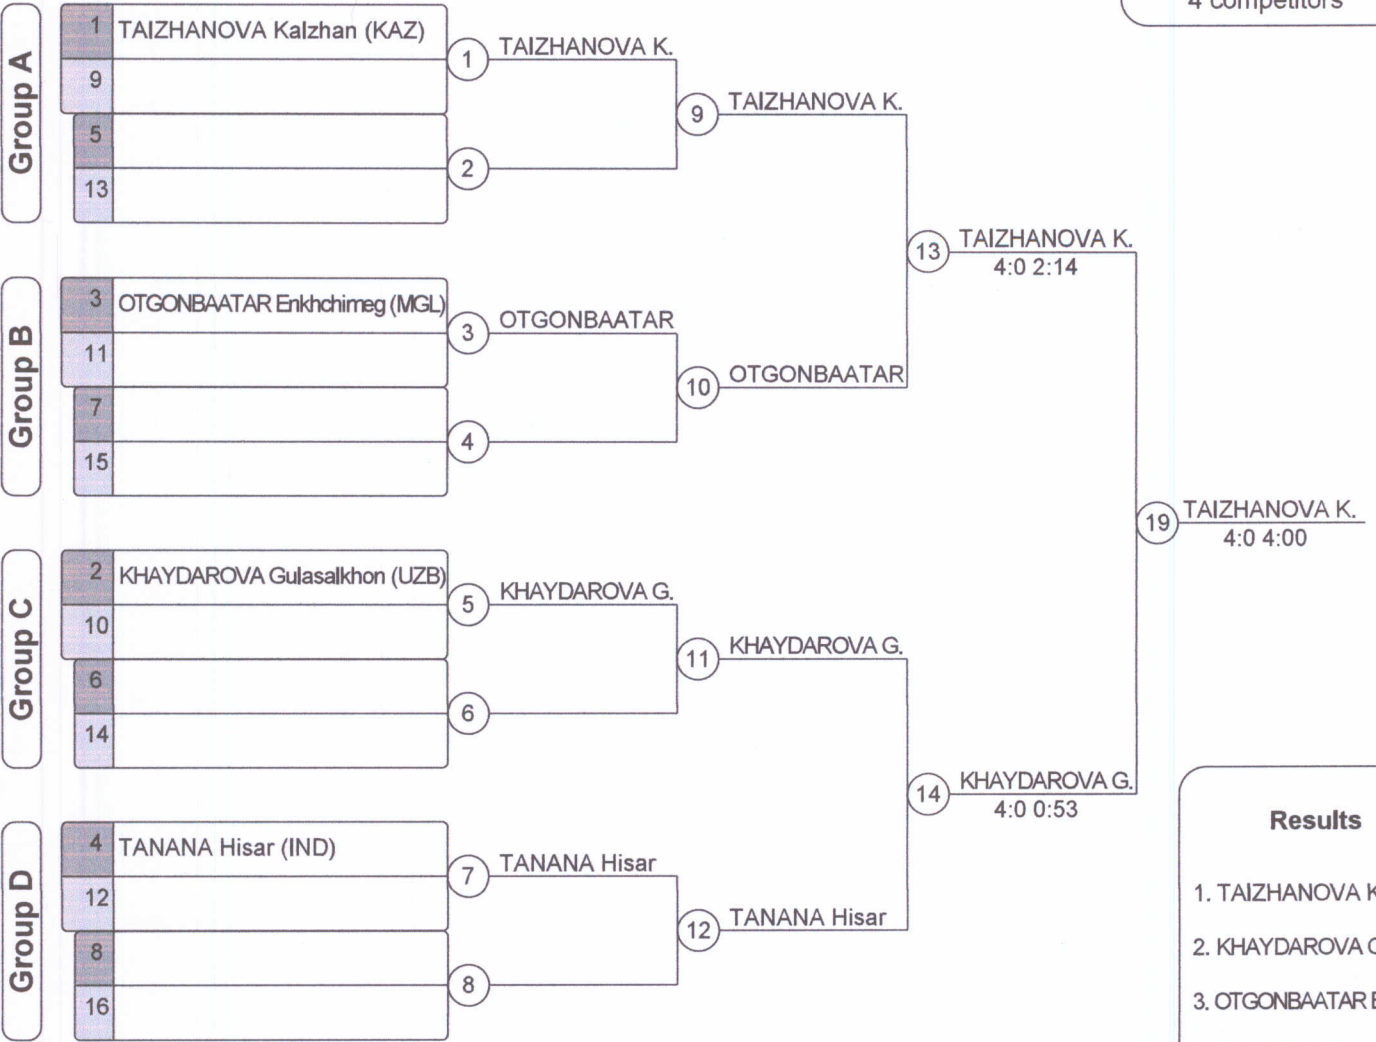 4 competitors
Group A
1 TAIZHANOVA Kalzhan (KAZ)
9
5
13
1 TAIZHANOVA K.
2
9 TAIZHANOVA K.
Group B
3 OTGONBAATAR Enkhchimeg (MGL)
11
7
15
3 OTGONBAATAR
4
10 OTGONBAATAR
13 TAIZHANOVA K.
4:0 2:14
Group C
2 KHAYDAROVA Gulasalkhon (UZB)
10
6
14
5 KHAYDAROVA G.
6
11 KHAYDAROVA G.
Group D
4 TANANA Hisar (IND)
12
8
16
7 TANANA Hisar
8
12 TANANA Hisar
14 KHAYDAROVA G.
4:0 0:53
19 TAIZHANOVA K.
4:0 4:00
Results
1. TAIZHANOVA K
2. KHAYDAROVA G
3. OTGONBAATAR E